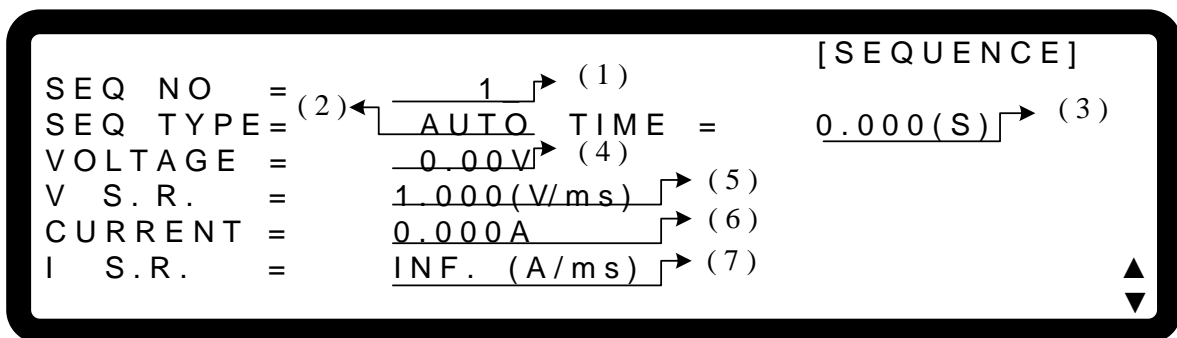 [SEQUENCE]
SEQ NO = 1 (1)
SEQ TYPE= (2) AUTO TIME = 0.000(S) (3)
VOLTAGE = 0.00V (4)
V S.R. = 1.000(V/ms) (5)
CURRENT = 0.000A (6)
I S.R. = INF. (A/ms) (7)
▲
▼